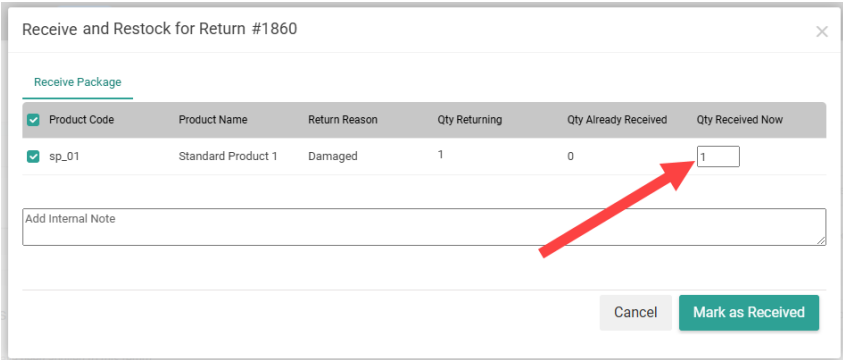 Receive and Restock for Return #1860
×
Receive Package
Product Code Product Name Return Reason Qty Returning Qty Already Received Qty Received Now
sp_01 Standard Product 1 Damaged 1 0 1
Add Internal Note
Cancel Mark as Received